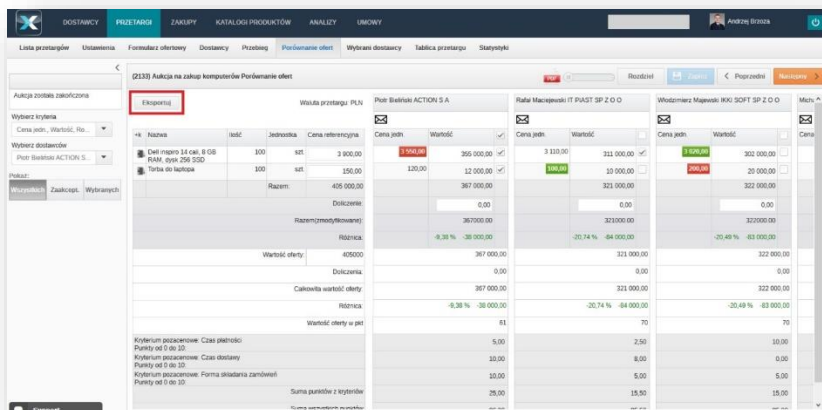 DOSTAWCY PRZETARGI ZAKUPY KATALOGI PRODUKTÓW ANALIZY UMOWY Andrzej Brzoza
Lista przetargów Ustawienia Formularz ofertowy Dostawcy Przebieg Porównanie ofert Wybrani dostawcy Tablica przetargu Statystyki
(2133) Aukcja na zakup komputerów Porównanie ofert PDF Rozdziel Zapisz Poprzedni Następny
Aukcja została zakończona
Wybierz kryteria
Cena jedn., Wartość, Ro...
Wybierz dostawców
Piotr Bieliński ACTION S...
Pokaż:
Wszystkich Zaakcept. Wybranych
Eksportuj Waluta przetargu: PLN Piotr Bieliński ACTION S A Rafał Maciejewski IT PIAST SP Z O O Włodzimierz Majewski IKKI SOFT SP Z O O Micha
Nazwa Ilość Jednostka Cena referencyjna Cena jedn. Wartość Cena jedn. Wartość Cena jedn. Wartość Cena
Dell inspiro 14 cali, 8 GB RAM, dysk 256 SSD 100 szt 3 900,00 3 550,00 355 000,00 3 110,00 311 000,00 3 020,00 302 000,00
Torba do laptopa 100 szt 150,00 120,00 12 000,00 100,00 10 000,00 200,00 20 000,00
Razem: 405 000,00 367 000,00 321 000,00 322 000,00
Doliczenie: 0,00 0,00 0,00
Razem(zmodyfikowane): 367000.00 321000.00 322000.00
Różnica: -9,38 % -38 000,00 -20,74 % -84 000,00 -20,49 % -83 000,00
Wartość oferty: 405000 367 000,00 321 000,00 322 000,00
Doliczenia: 0,00 0,00 0,00
Całkowita wartość oferty: 367 000,00 321 000,00 322 000,00
Różnica: -9,38 % -38 000,00 -20,74 % -84 000,00 -20,49 % -83 000,00
Wartość oferty w pkt 61 70 70
Kryterium pozacenowe: Czas płatności
Punkty od 0 do 10: 5,00 2,50 10,00
Kryterium pozacenowe: Czas dostawy
Punkty od 0 do 10: 10,00 8,00 0,00
Kryterium pozacenowe: Forma składania zamówień
Punkty od 0 do 10: 10,00 5,00 5,00
Suma punktów z kryteriów 25,00 15,50 15,00
Suma wszystkich punktów